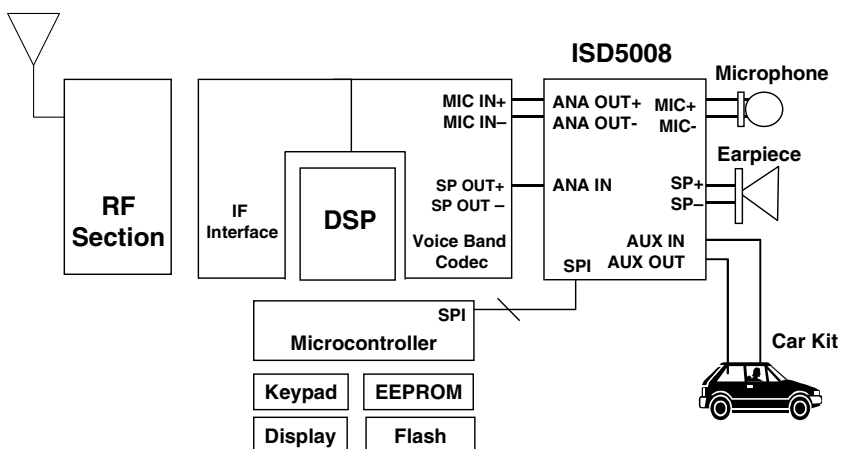 ISD5008
RF
Section
IF
Interface
DSP
MIC IN+
MIC IN–
SP OUT+
SP OUT –
Voice Band
Codec
ANA OUT+
ANA OUT-
ANA IN
MIC+
MIC-
SP+
SP–
AUX IN
AUX OUT
SPI
Microphone
Earpiece
Car Kit
SPI
Microcontroller
Keypad
EEPROM
Display
Flash